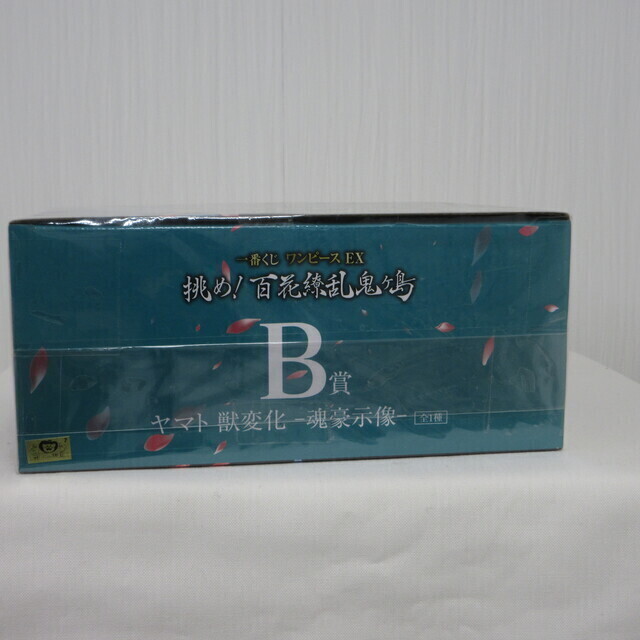 一番くじ ワンピース EX
挑め!百花繚乱鬼ヶ島
B賞
ヤマト 獣変化 –魂豪示像– 全1種